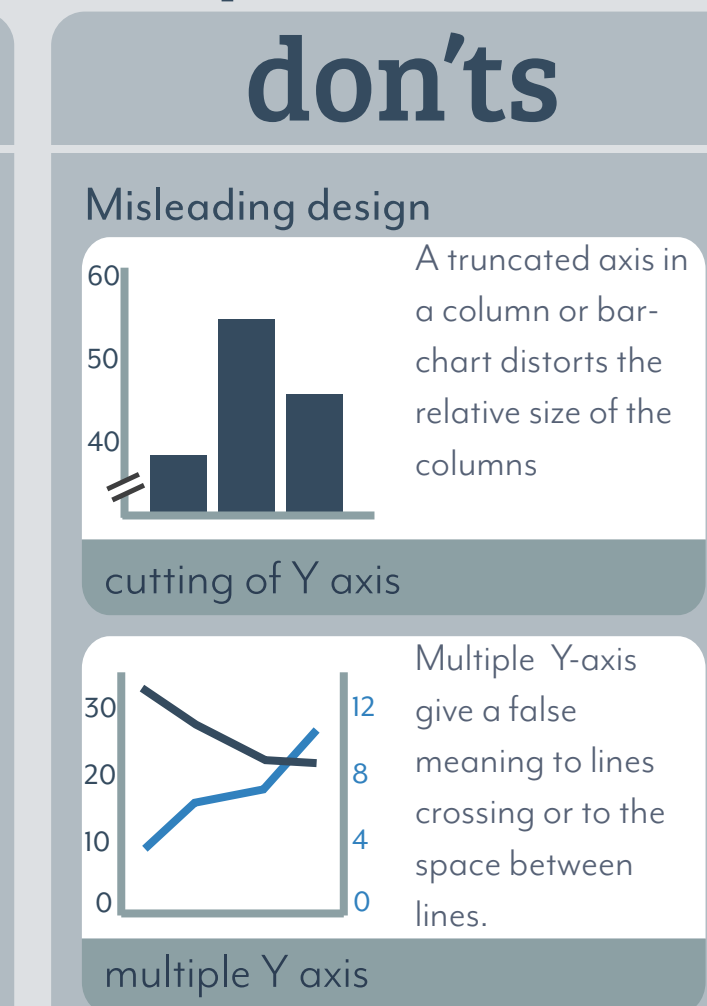 don'ts
Misleading design
60
50
40
A truncated axis in
a column or bar-
chart distorts the
relative size of the
columns
cutting of Y axis
30
20
10
0
12
8
4
0
Multiple Y-axis
give a false
meaning to lines
crossing or to the
space between
lines.
multiple Y axis